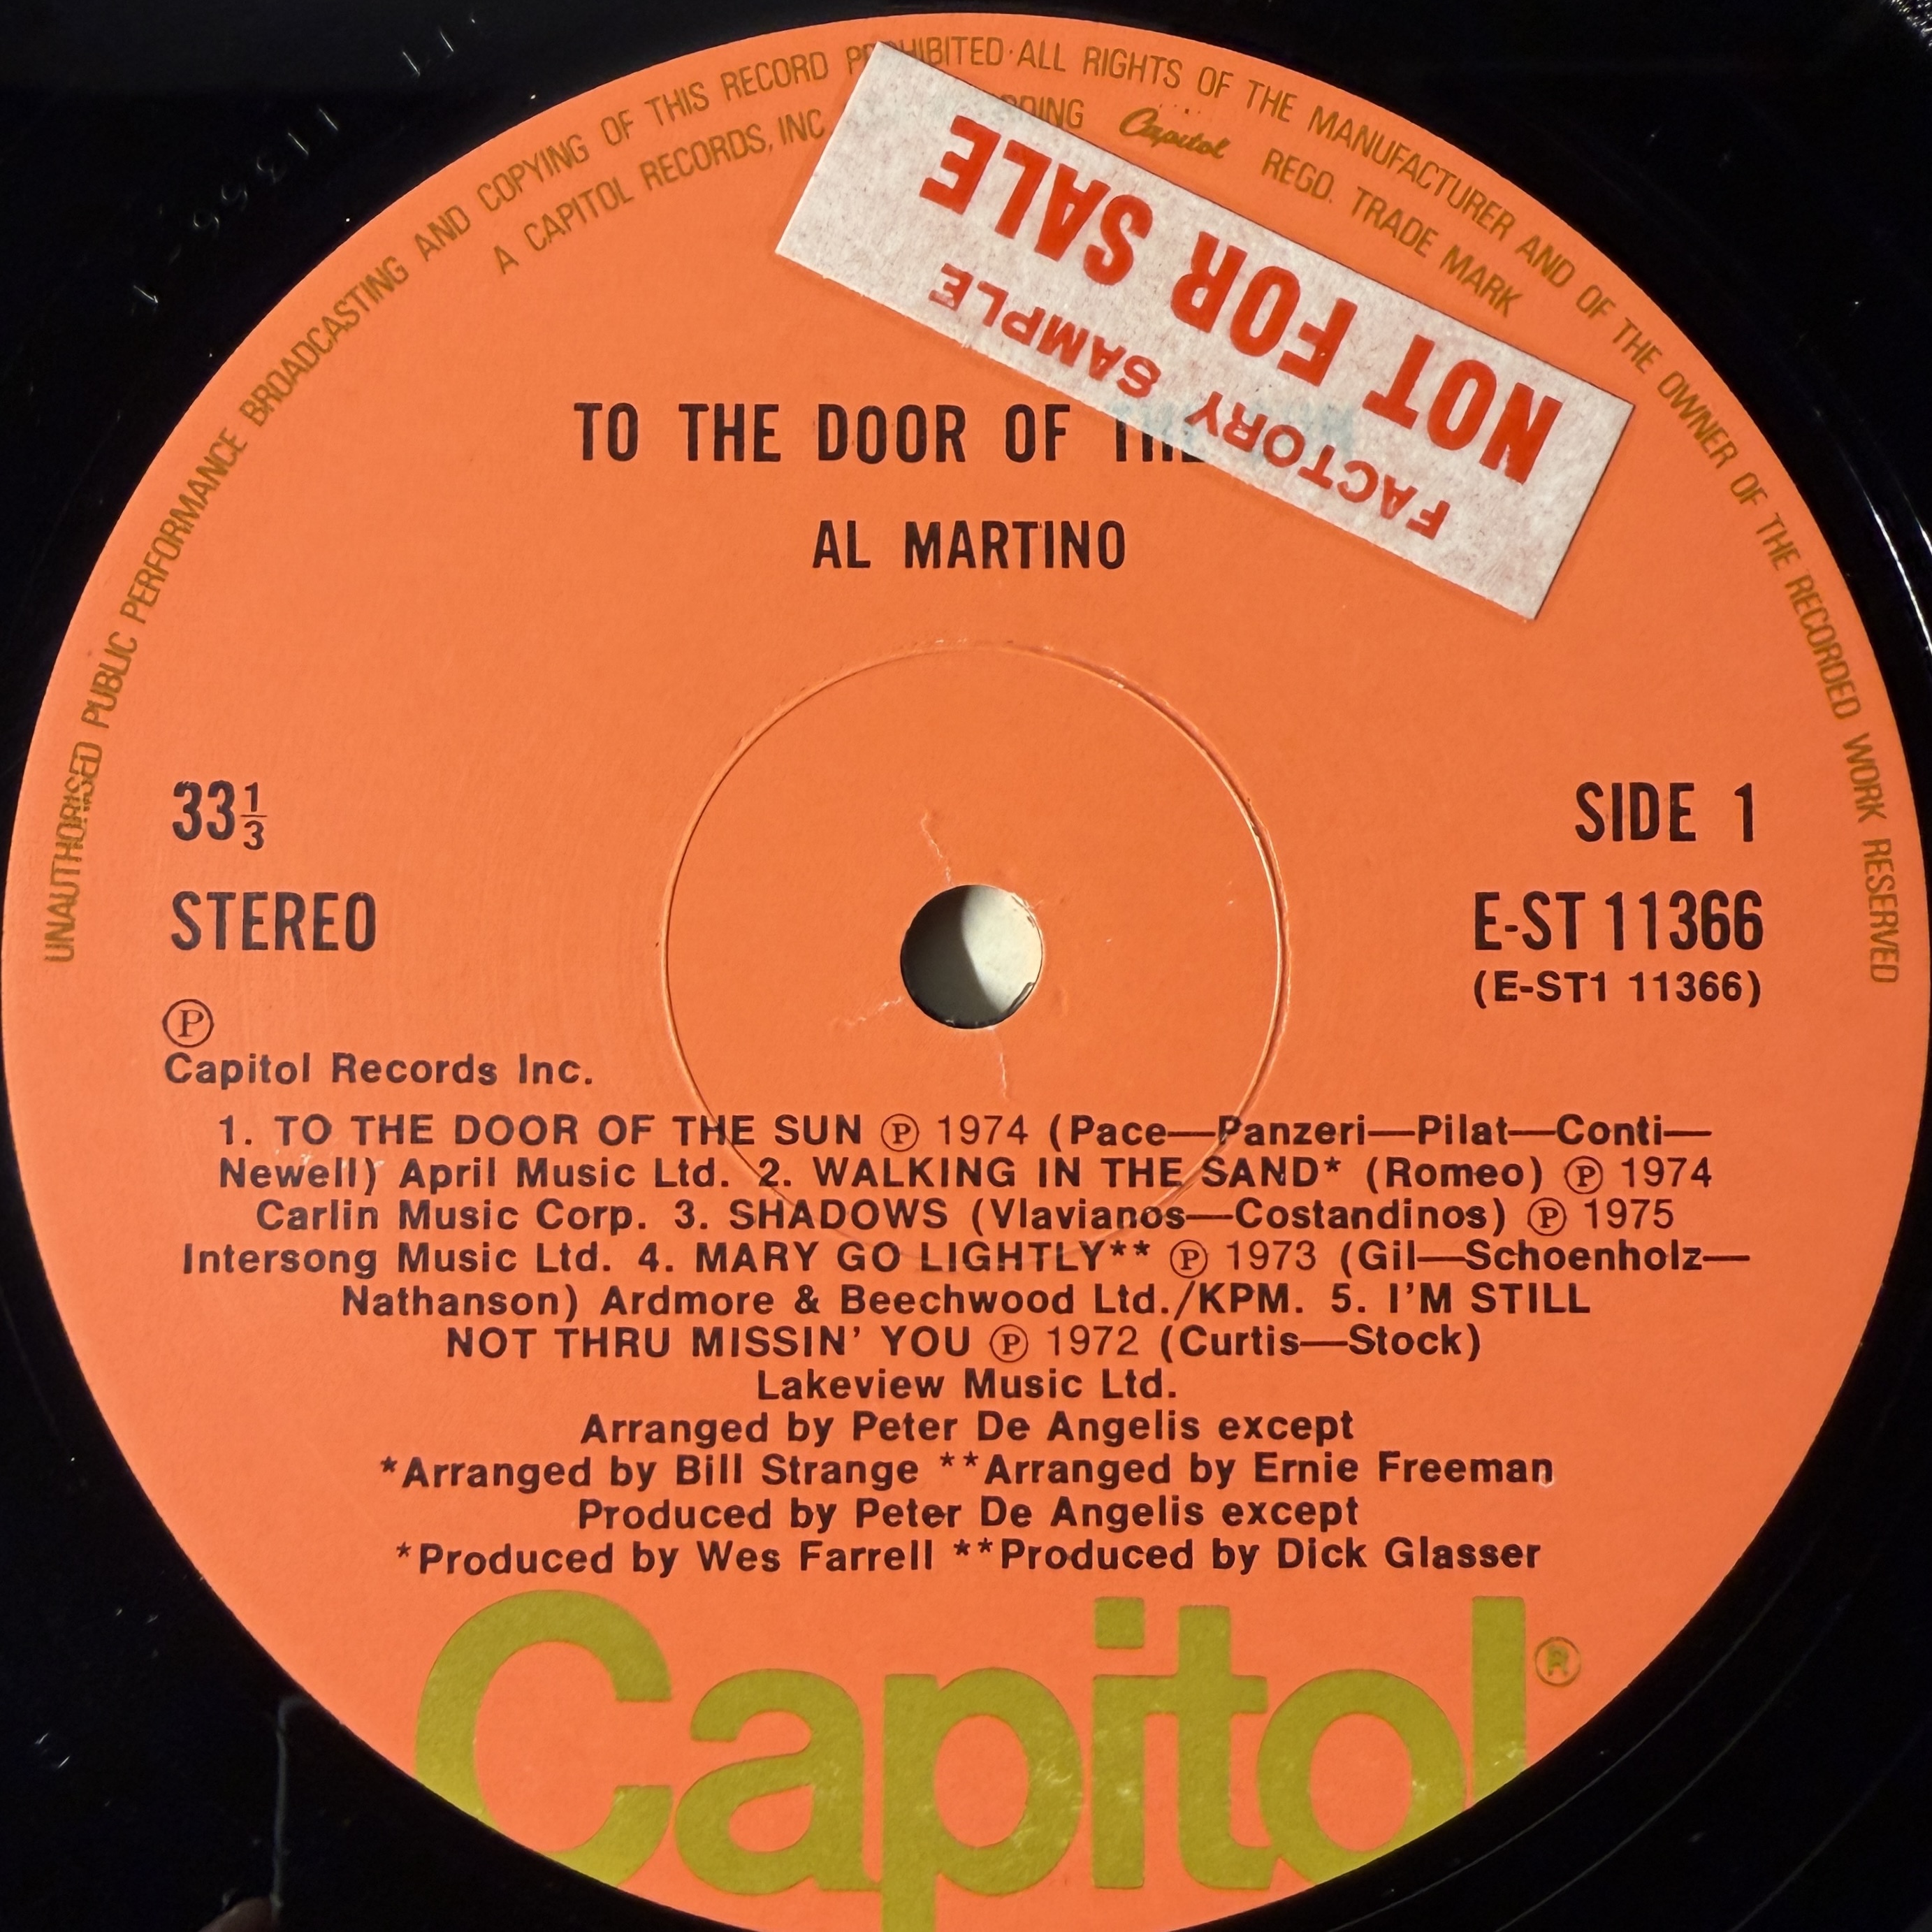 UNAUTHORISED PUBLIC PERFORMANCE BROADCASTING AND COPYING OF THIS RECORD PROHIBITED·ALL RIGHTS OF THE MANUFACTURER AND OF THE OWNER OF THE RECORDED WORK RESERVED
A CAPITOL RECORDS, INC. Capitol REGD. TRADE MARK
NOT FOR SALE
FACTORY SAMPLE
TO THE DOOR OF THE
AL MARTINO
33 1/3
SIDE 1
STEREO
E-ST 11366
(E-ST1 11366)
℗
Capitol Records Inc.
1. TO THE DOOR OF THE SUN ℗ 1974 (Pace—Panzeri—Pilat—Conti—
Newell) April Music Ltd. 2. WALKING IN THE SAND* (Romeo) ℗ 1974
Carlin Music Corp. 3. SHADOWS (Vlavianos—Costandinos) ℗ 1975
Intersong Music Ltd. 4. MARY GO LIGHTLY** ℗ 1973 (Gil—Schoenholz—
Nathanson) Ardmore & Beechwood Ltd./KPM. 5. I'M STILL
NOT THRU MISSIN' YOU ℗ 1972 (Curtis—Stock)
Lakeview Music Ltd.
Arranged by Peter De Angelis except
*Arranged by Bill Strange **Arranged by Ernie Freeman
Produced by Peter De Angelis except
*Produced by Wes Farrell **Produced by Dick Glasser
Capitol®